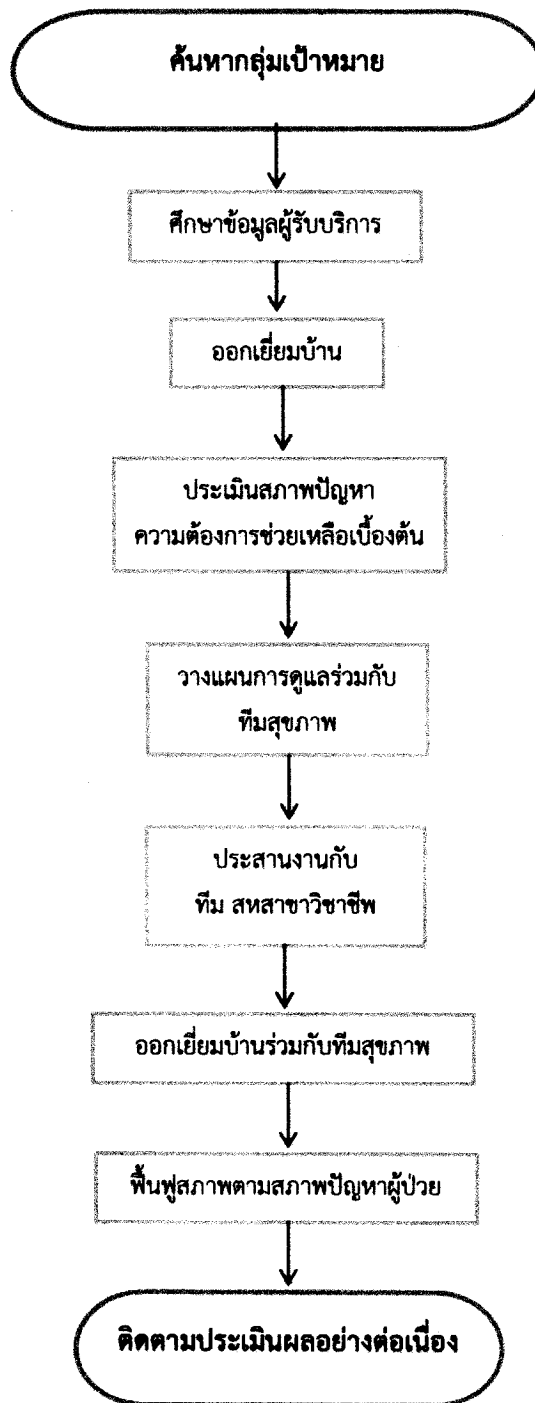 ค้นหากลุ่มเป้าหมาย
ศึกษาข้อมูลผู้รับบริการ
ออกเยี่ยมบ้าน
ประเมินสภาพปัญหา
ความต้องการช่วยเหลือเบื้องต้น
วางแผนการดูแลร่วมกับ
ทีมสุขภาพ
ประสานงานกับ
ทีม สหสาขาวิชาชีพ
ออกเยี่ยมบ้านร่วมกับทีมสุขภาพ
ฟื้นฟูสภาพตามสภาพปัญหาผู้ป่วย
ติดตามประเมินผลอย่างต่อเนื่อง